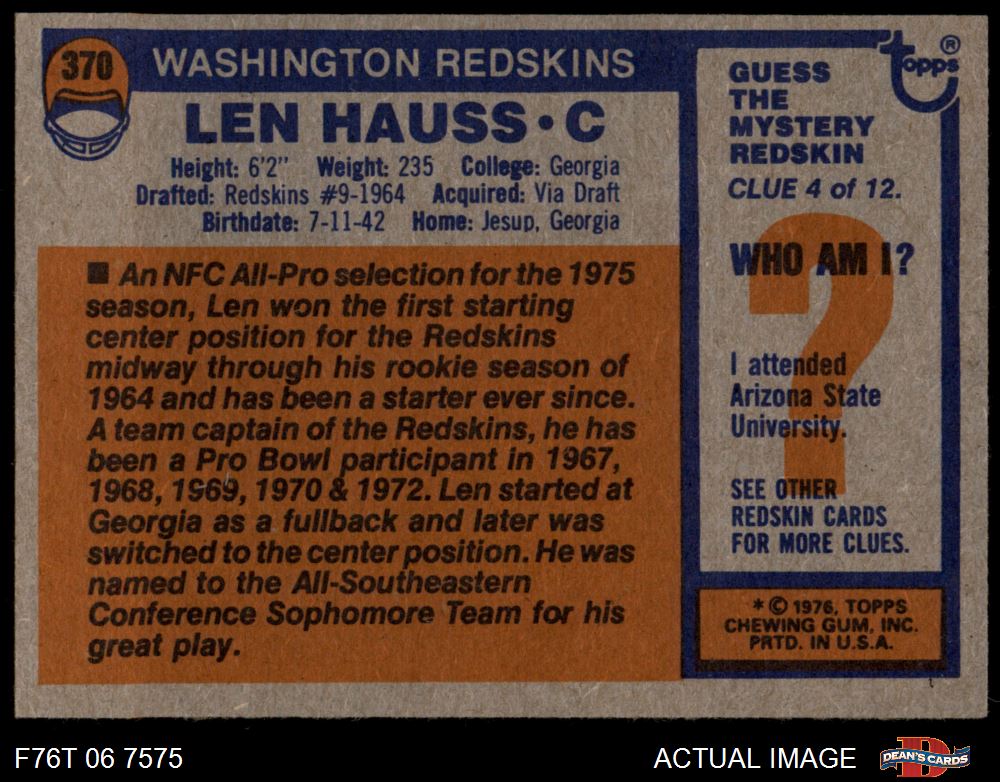 370
WASHINGTON REDSKINS
LEN HAUSS • C
Height: 6'2" Weight: 235 College: Georgia
Drafted: Redskins #9-1964 Acquired: Via Draft
Birthdate: 7-11-42 Home: Jesup, Georgia
■ An NFC All-Pro selection for the 1975
season, Len won the first starting
center position for the Redskins
midway through his rookie season of
1964 and has been a starter ever since.
A team captain of the Redskins, he has
been a Pro Bowl participant in 1967,
1968, 1969, 1970 & 1972. Len started at
Georgia as a fullback and later was
switched to the center position. He was
named to the All-Southeastern
Conference Sophomore Team for his
great play.
topps®
GUESS
THE
MYSTERY
REDSKIN
CLUE 4 of 12.
WHO AM I?
?
I attended
Arizona State
University.
SEE OTHER
REDSKIN CARDS
FOR MORE CLUES.
* © 1976, TOPPS
CHEWING GUM, INC.
PRTD. IN U.S.A.
F76T 06 7575
ACTUAL IMAGE
D
DEAN'S CARDS